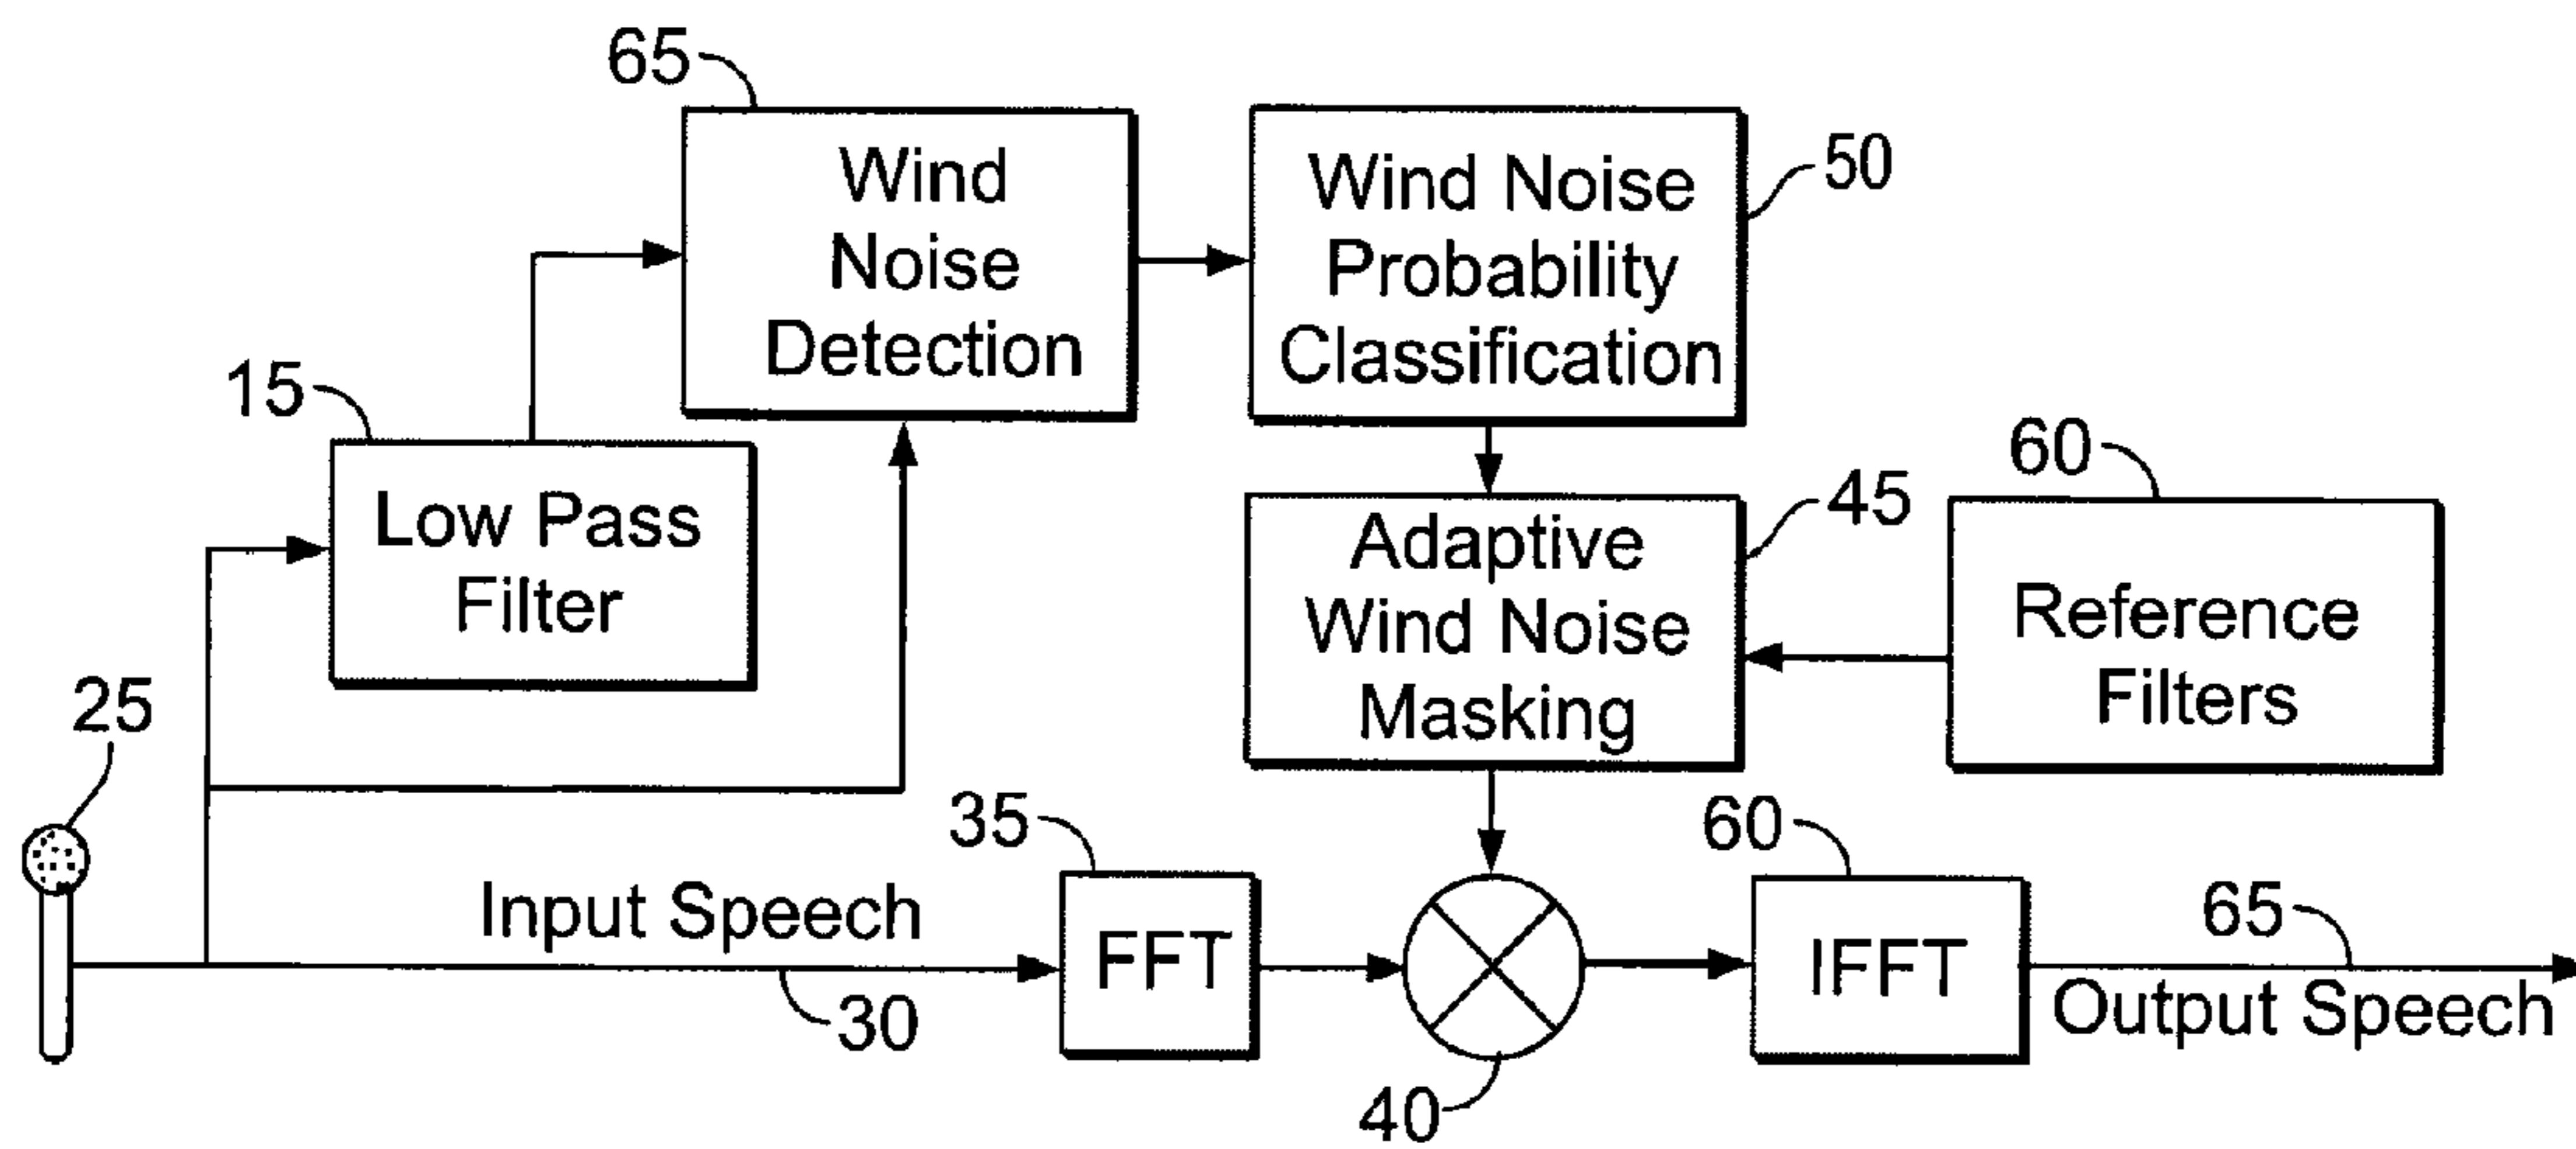 65
Wind
Noise
Detection
Wind Noise
Probability
Classification
50
15
Low Pass
Filter
Adaptive
Wind Noise
Masking
45
60
Reference
Filters
25
Input Speech
30
35
FFT
40
60
IFFT
65
Output Speech